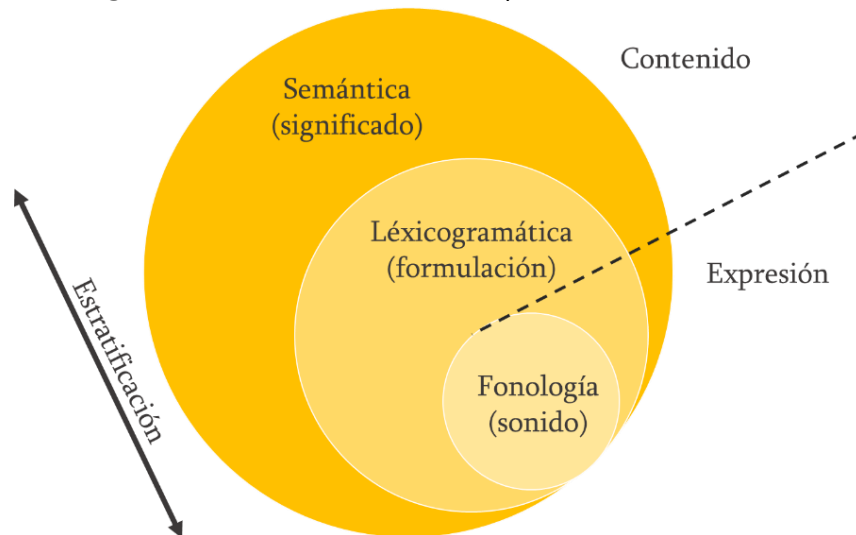 Contenido
Semántica
(significado)
Léxicogramática
(formulación)
Expresión
Estratificación
Fonología
(sonido)